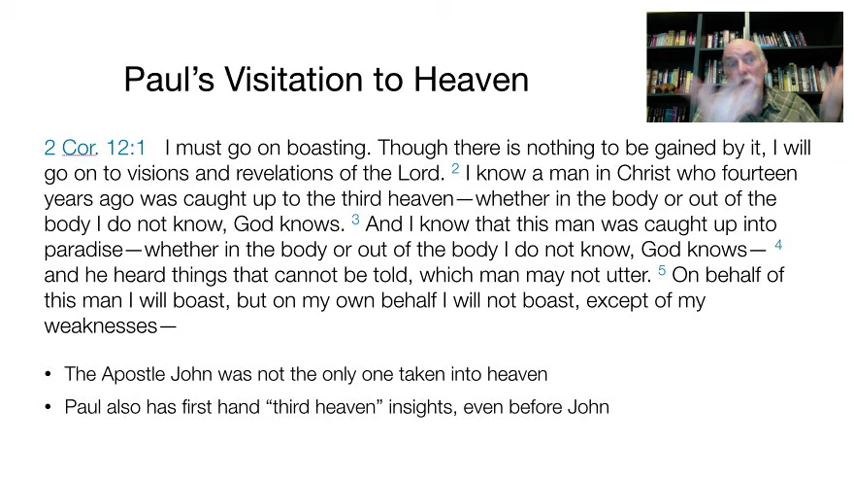 Paul's Visitation to Heaven
2 Cor. 12:1 I must go on boasting. Though there is nothing to be gained by it, I will
go on to visions and revelations of the Lord. 2 I know a man in Christ who fourteen
years ago was caught up to the third heaven—whether in the body or out of the
body I do not know, God knows. 3 And I know that this man was caught up into
paradise—whether in the body or out of the body I do not know, God knows— 4
and he heard things that cannot be told, which man may not utter. 5 On behalf of
this man I will boast, but on my own behalf I will not boast, except of my
weaknesses—
• The Apostle John was not the only one taken into heaven
• Paul also has first hand “third heaven” insights, even before John